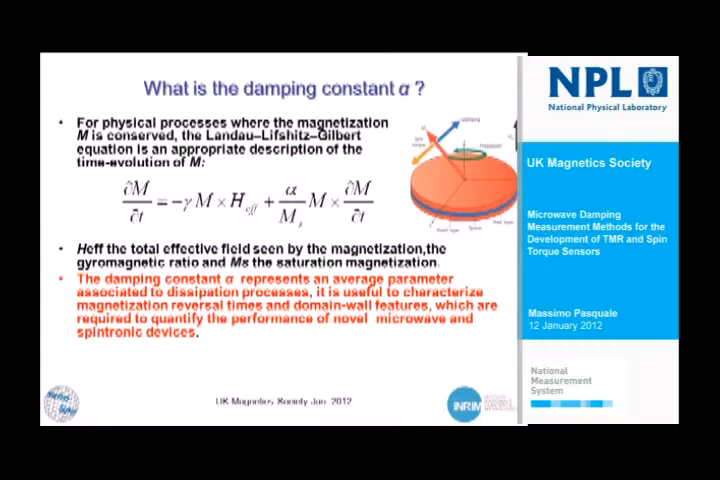 What is the damping constant α ?
• For physical processes where the magnetization
M is conserved, the Landau–Lifshitz–Gilbert
equation is an appropriate description of the
time-evolution of M:
∂M/∂t = −γ M × H_eff + α/M_s M × ∂M/∂t
• Heff the total effective field seen by the magnetization,the
gyromagnetic ratio and Ms the saturation magnetization.
• The damping constant α represents an average parameter
associated to dissipation processes, it is useful to characterize
magnetization reversal times and domain-wall features, which are
required to quantify the performance of novel microwave and
spintronic devices.
UK Magnetics Society Jan 2012
INRIM
NPL
National Physical Laboratory
UK Magnetics Society
Microwave Damping
Measurement Methods for the
Development of TMR and Spin
Torque Sensors
Massimo Pasquale
12 January 2012
National
Measurement
System